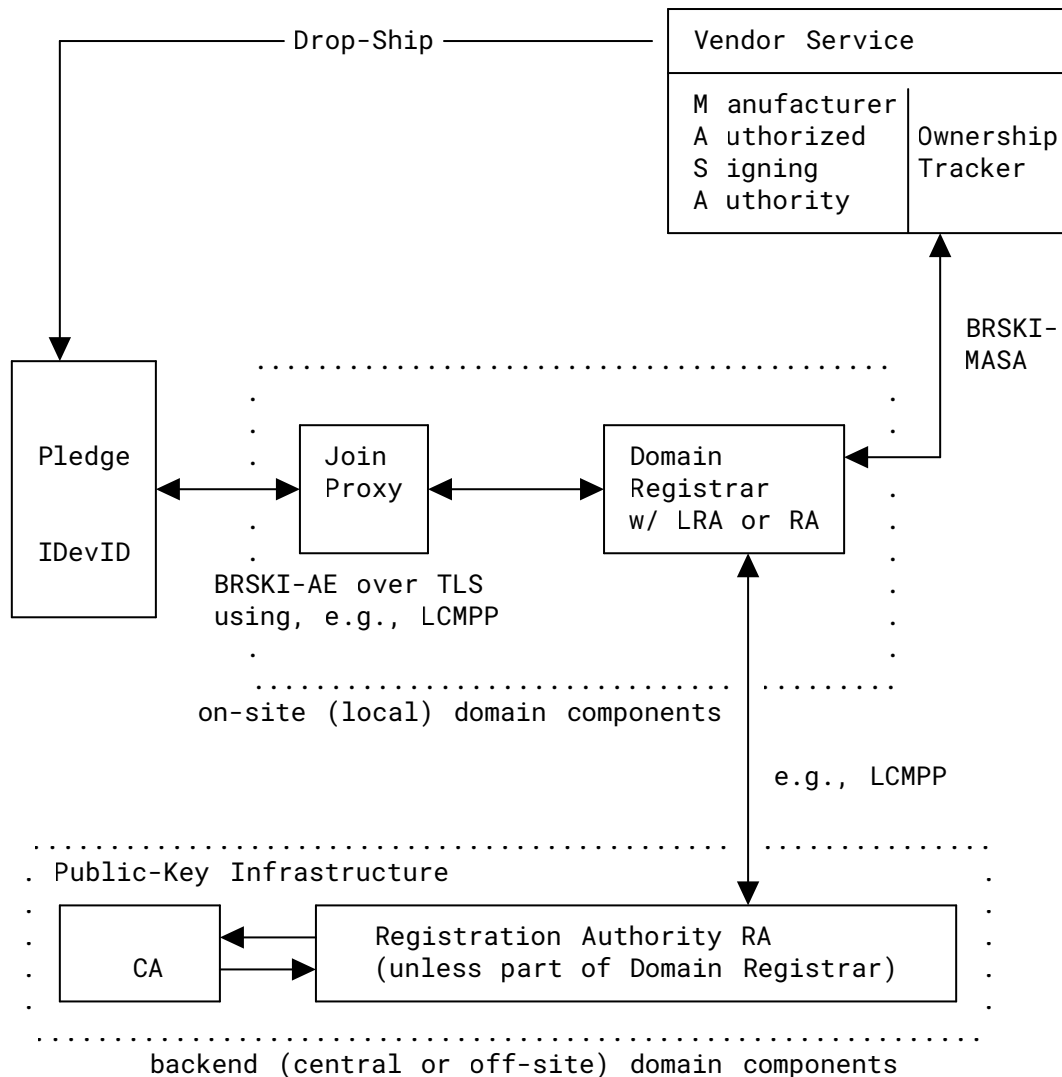 Drop-Ship
Vendor Service
M anufacturer
A uthorized
S igning
A uthority
Ownership
Tracker
BRSKI-
MASA
Pledge
IDevID
Join
Proxy
Domain
Registrar
w/ LRA or RA
BRSKI-AE over TLS
using, e.g., LCMPP
on-site (local) domain components
e.g., LCMPP
Public-Key Infrastructure
CA
Registration Authority RA
(unless part of Domain Registrar)
backend (central or off-site) domain components